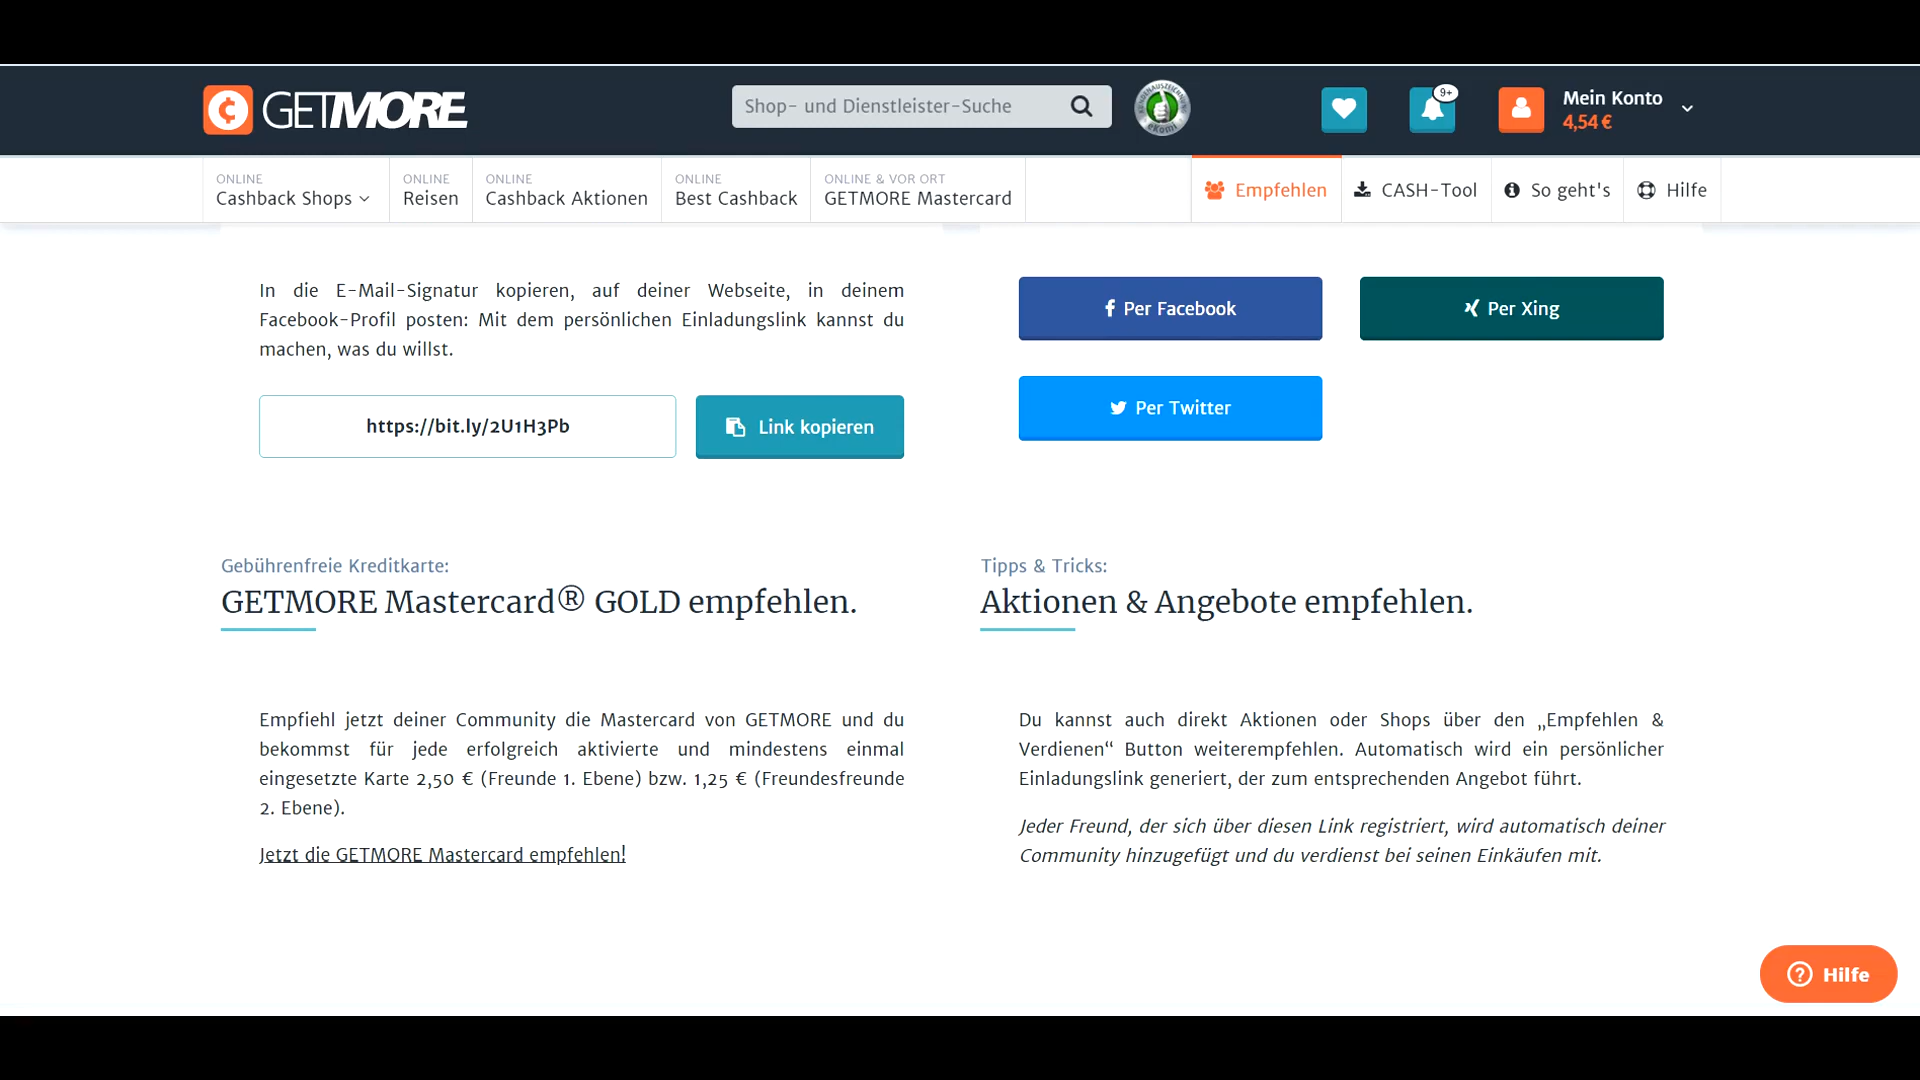 GETMORE
Shop- und Dienstleister-Suche
eKomi
9+
Mein Konto
4,54 €
ONLINE
Cashback Shops
ONLINE
Reisen
ONLINE
Cashback Aktionen
ONLINE
Best Cashback
ONLINE & VOR ORT
GETMORE Mastercard
Empfehlen
CASH-Tool
So geht's
Hilfe
In die E-Mail-Signatur kopieren, auf deiner Webseite, in deinem
Facebook-Profil posten: Mit dem persönlichen Einladungslink kannst du
machen, was du willst.
https://bit.ly/2U1H3Pb
Link kopieren
Per Facebook
Per Xing
Per Twitter
Gebührenfreie Kreditkarte:
GETMORE Mastercard® GOLD empfehlen.
Empfiehl jetzt deiner Community die Mastercard von GETMORE und du
bekommst für jede erfolgreich aktivierte und mindestens einmal
eingesetzte Karte 2,50 € (Freunde 1. Ebene) bzw. 1,25 € (Freundesfreunde
2. Ebene).
Jetzt die GETMORE Mastercard empfehlen!
Tipps & Tricks:
Aktionen & Angebote empfehlen.
Du kannst auch direkt Aktionen oder Shops über den „Empfehlen &
Verdienen“ Button weiterempfehlen. Automatisch wird ein persönlicher
Einladungslink generiert, der zum entsprechenden Angebot führt.
Jeder Freund, der sich über diesen Link registriert, wird automatisch deiner
Community hinzugefügt und du verdienst bei seinen Einkäufen mit.
Hilfe